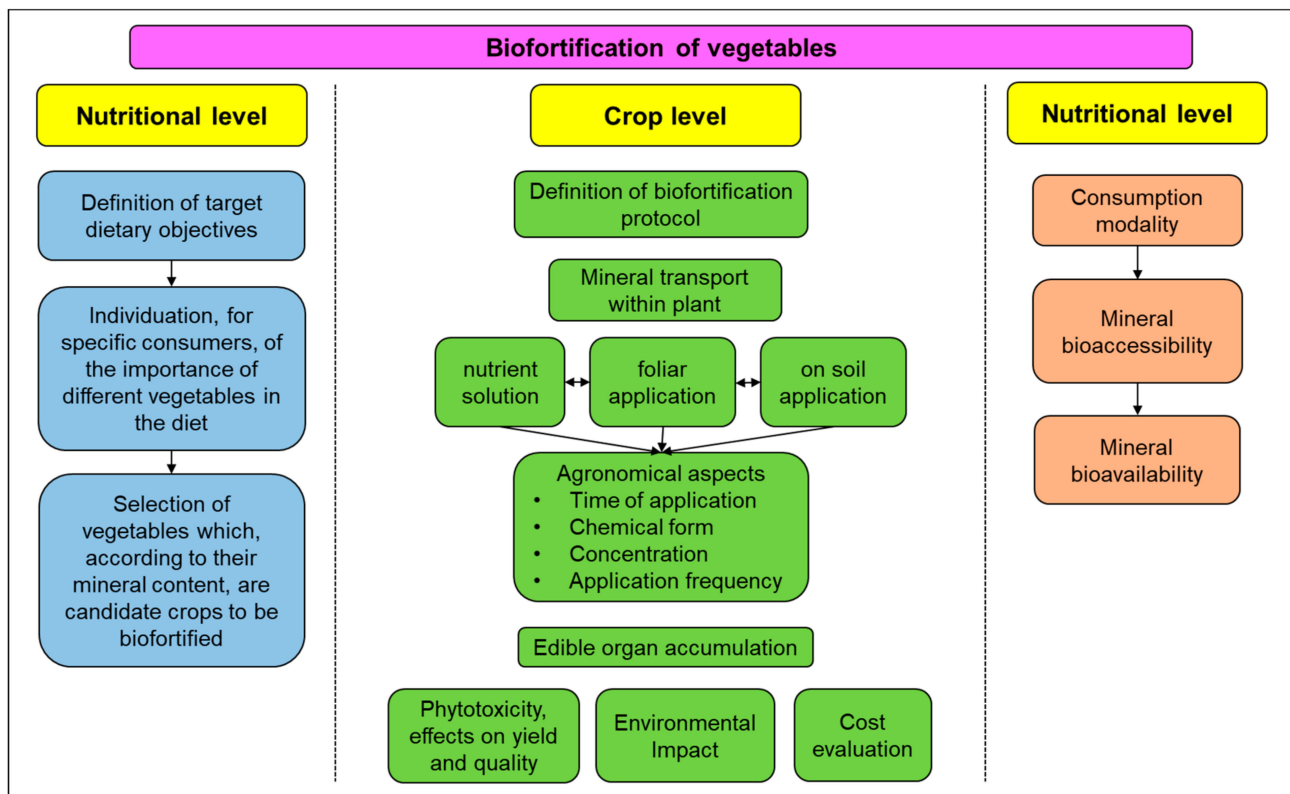 Biofortification of vegetables
Nutritional level
Definition of target
dietary objectives
Individuation, for
specific consumers, of
the importance of
different vegetables in
the diet
Selection of
vegetables which,
according to their
mineral content, are
candidate crops to be
biofortified
Crop level
Definition of biofortification
protocol
Mineral transport
within plant
nutrient
solution
foliar
application
on soil
application
Agronomical aspects
• Time of application
• Chemical form
• Concentration
• Application frequency
Edible organ accumulation
Phytotoxicity,
effects on yield
and quality
Environmental
Impact
Cost
evaluation
Nutritional level
Consumption
modality
Mineral
bioaccessibility
Mineral
bioavailability